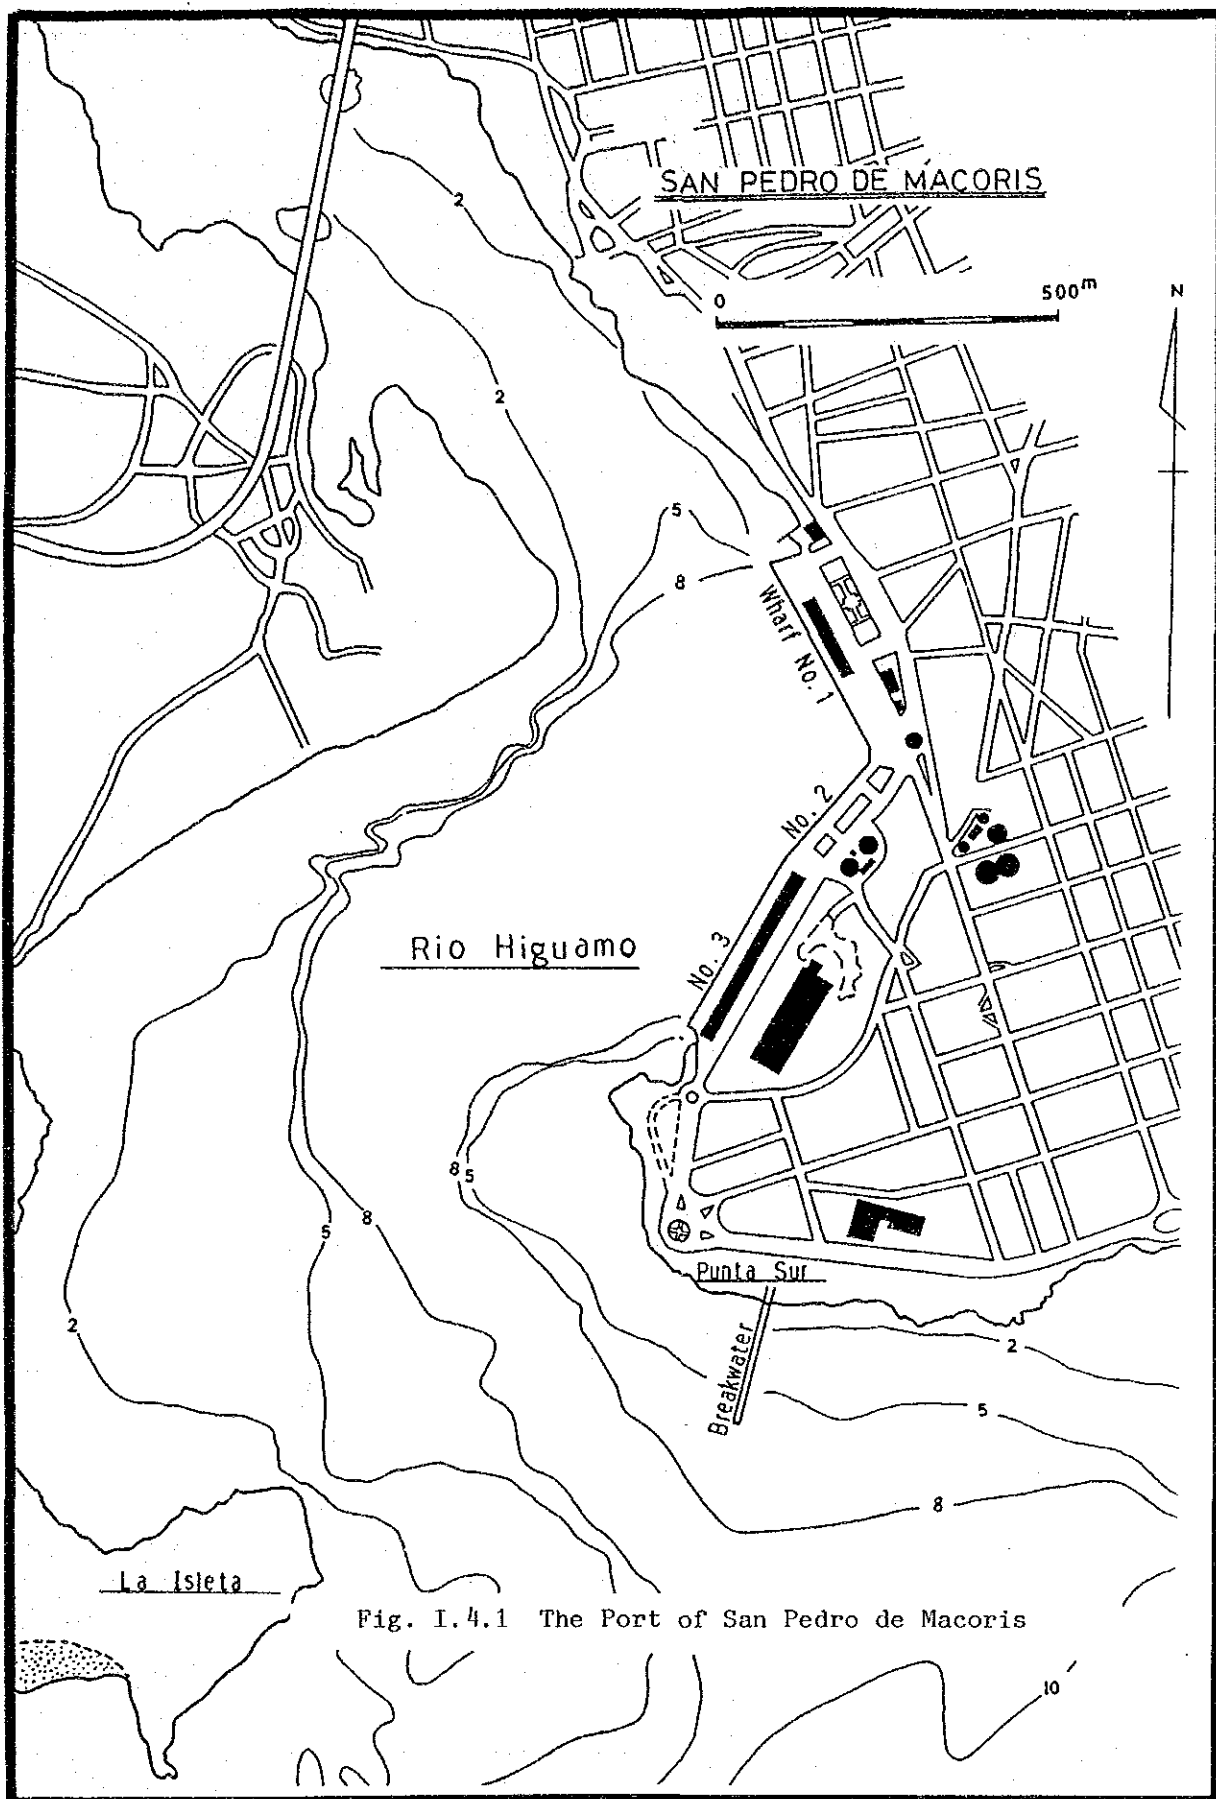 2
SAN PEDRO DE MACORIS
0 500m
N
2
5
8
Wharf No. 1
No. 2
No. 3
Rio Higuamo
8
5
8
5
Punta Sur
2
Breakwater
2
5
8
La Isleta
Fig. I.4.1 The Port of San Pedro de Macoris
10